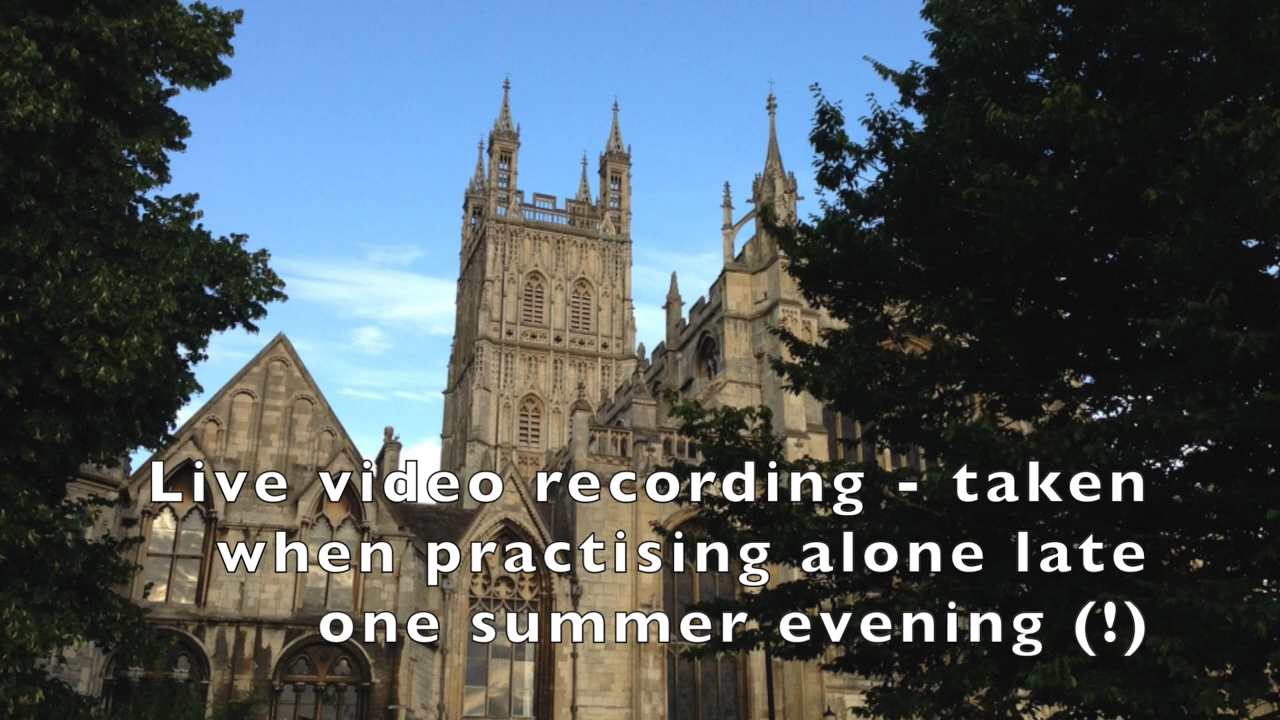 Live video recording - taken
when practising alone late
one summer evening (!)